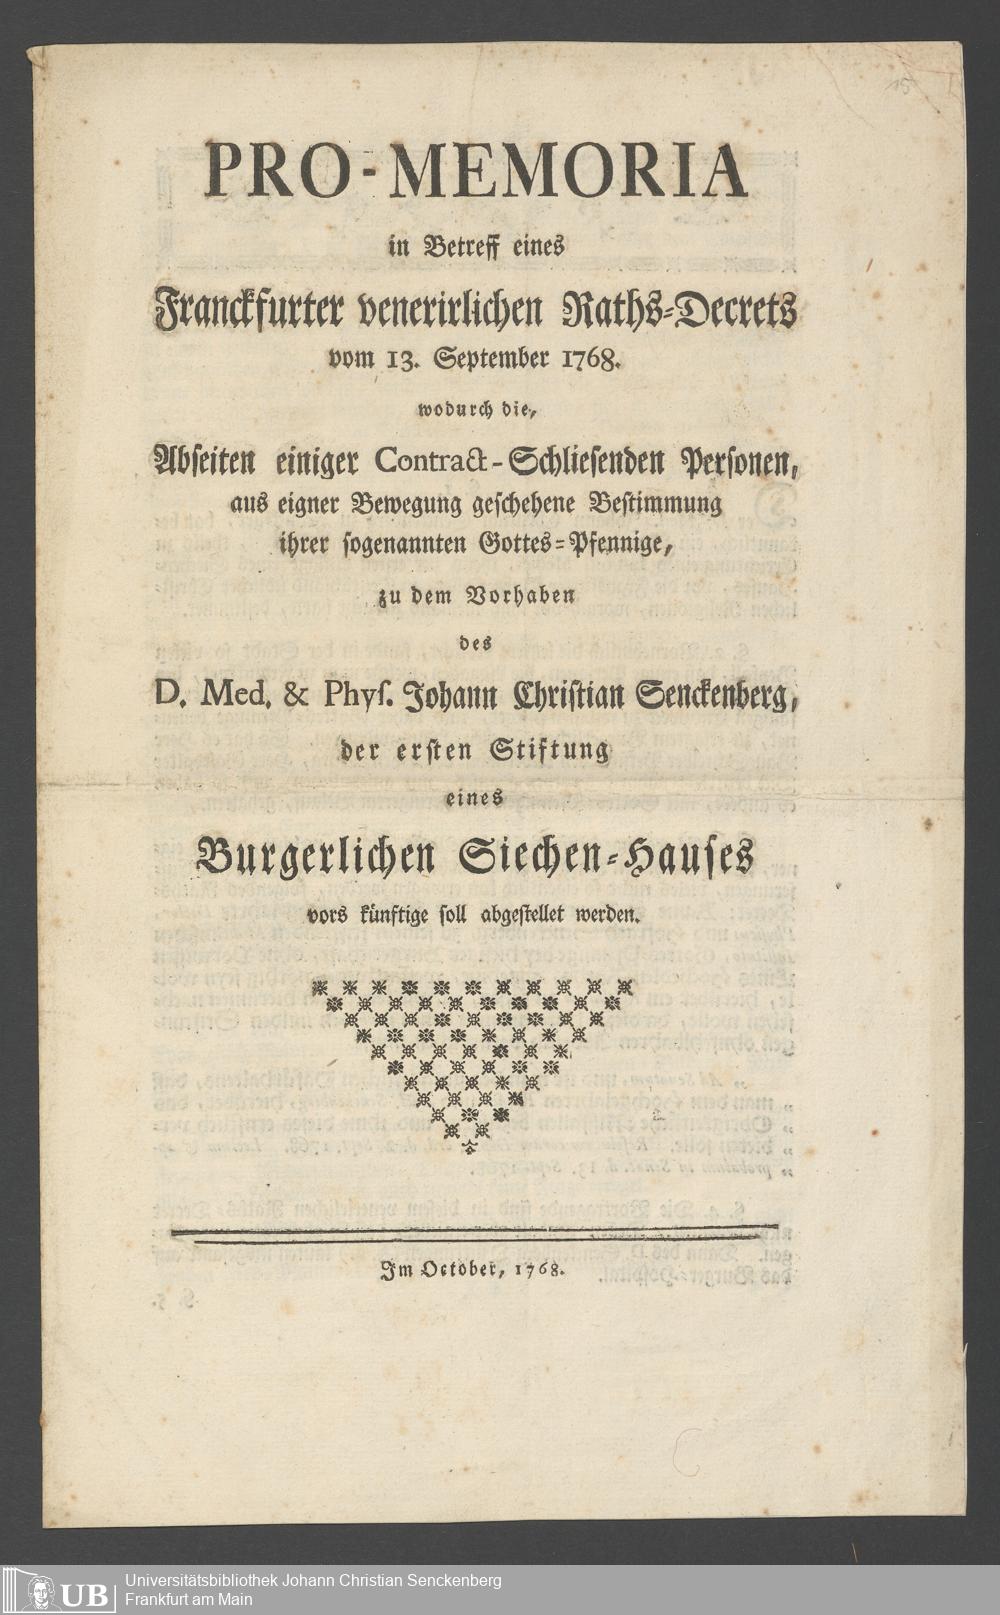 15
PRO-MEMORIA
in Betreff eines
Franckfurter venerirlichen Raths-Decrets
vom 13. September 1768.
wodurch die,
Abseiten einiger Contract-Schliesenden Personen,
aus eigner Bewegung geschehene Bestimmung
ihrer sogenannten Gottes-Pfennige,
zu dem Vorhaben
des
D. Med. & Phys. Johann Christian Senckenberg,
der ersten Stiftung
eines
Burgerlichen Siechen-Hauses
vors künftige soll abgestellet werden.
Im October, 1768.
UB
Universitätsbibliothek Johann Christian Senckenberg
Frankfurt am Main